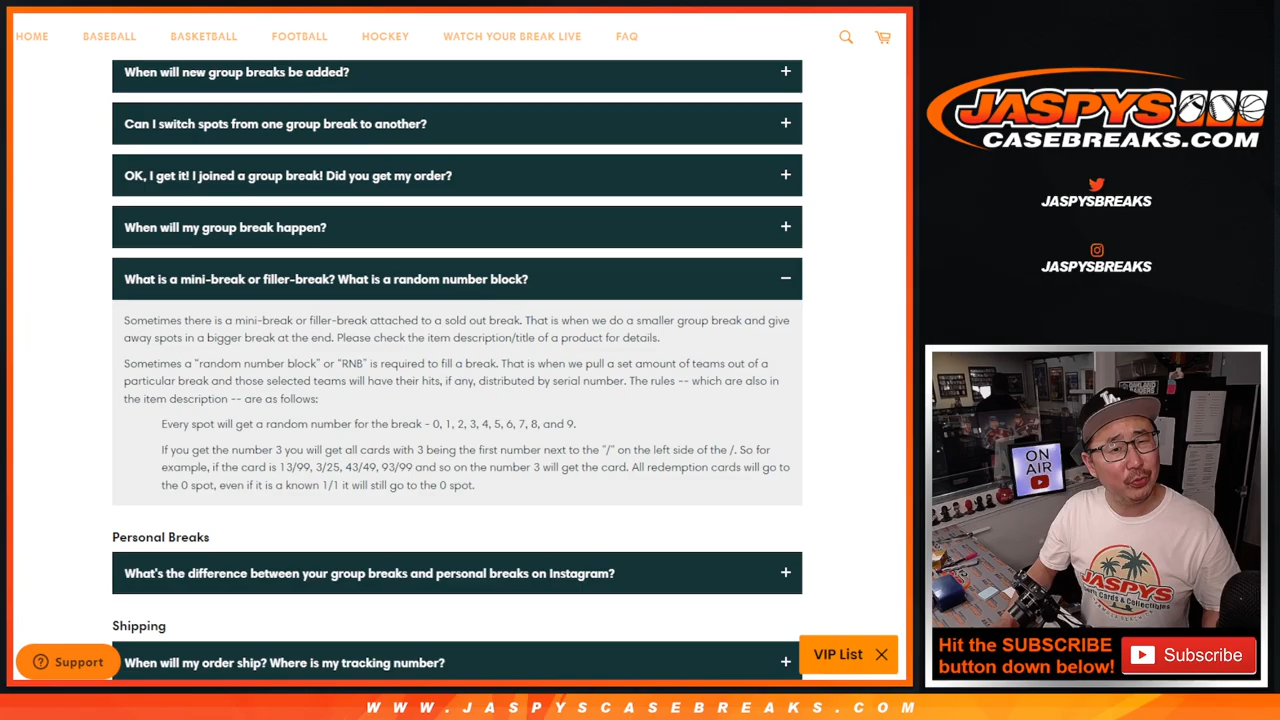 HOME BASEBALL BASKETBALL FOOTBALL HOCKEY WATCH YOUR BREAK LIVE FAQ
When will new group breaks be added?
Can I switch spots from one group break to another?
OK, I get it! I joined a group break! Did you get my order?
When will my group break happen?
What is a mini-break or filler-break? What is a random number block?
Sometimes there is a mini-break or filler-break attached to a sold out break. That is when we do a smaller group break and give
away spots in a bigger break at the end. Please check the item description/title of a product for details.
Sometimes a "random number block" or "RNB" is required to fill a break. That is when we pull a set amount of teams out of a
particular break and those selected teams will have their hits, if any, distributed by serial number. The rules -- which are also in
the item description -- are as follows:
Every spot will get a random number for the break - 0, 1, 2, 3, 4, 5, 6, 7, 8, and 9.
If you get the number 3 you will get all cards with 3 being the first number next to the "/" on the left side of the /. So for
example, if the card is 13/99, 3/25, 43/49, 93/99 and so on the number 3 will get the card. All redemption cards will go to
the 0 spot, even if it is a known 1/1 it will still go to the 0 spot.
Personal Breaks
What's the difference between your group breaks and personal breaks on Instagram?
Shipping
When will my order ship? Where is my tracking number?
Support
VIP List
JASPYS
CASEBREAKS.COM
JASPYSBREAKS
JASPYSBREAKS
ON
AIR
LA
JASPYS
Sports Cards & Collectibles
Hit the SUBSCRIBE
button down below!
Subscribe
WWW.JASPYSCASEBREAKS.COM